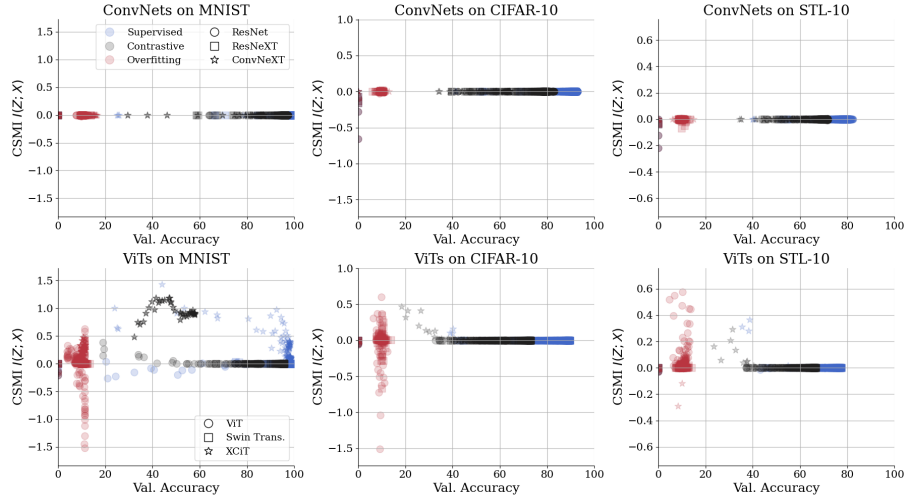 ConvNets on MNIST
CSMI I(Z; X)
1.5
1.0
0.5
0.0
−0.5
−1.0
−1.5
Supervised
Contrastive
Overfitting
ResNet
ResNeXT
ConvNeXT
0 20 40 60 80 100
Val. Accuracy
ConvNets on CIFAR-10
CSMI I(Z; X)
1.0
0.5
0.0
−0.5
−1.0
−1.5
0 20 40 60 80 100
Val. Accuracy
ConvNets on STL-10
CSMI I(Z; X)
0.6
0.4
0.2
0.0
−0.2
−0.4
−0.6
0 20 40 60 80 100
Val. Accuracy
ViTs on MNIST
CSMI I(Z; X)
1.5
1.0
0.5
0.0
−0.5
−1.0
−1.5
ViT
Swin Trans.
XCiT
0 20 40 60 80 100
Val. Accuracy
ViTs on CIFAR-10
CSMI I(Z; X)
1.0
0.5
0.0
−0.5
−1.0
−1.5
0 20 40 60 80 100
Val. Accuracy
ViTs on STL-10
CSMI I(Z; X)
0.6
0.4
0.2
0.0
−0.2
−0.4
−0.6
0 20 40 60 80 100
Val. Accuracy